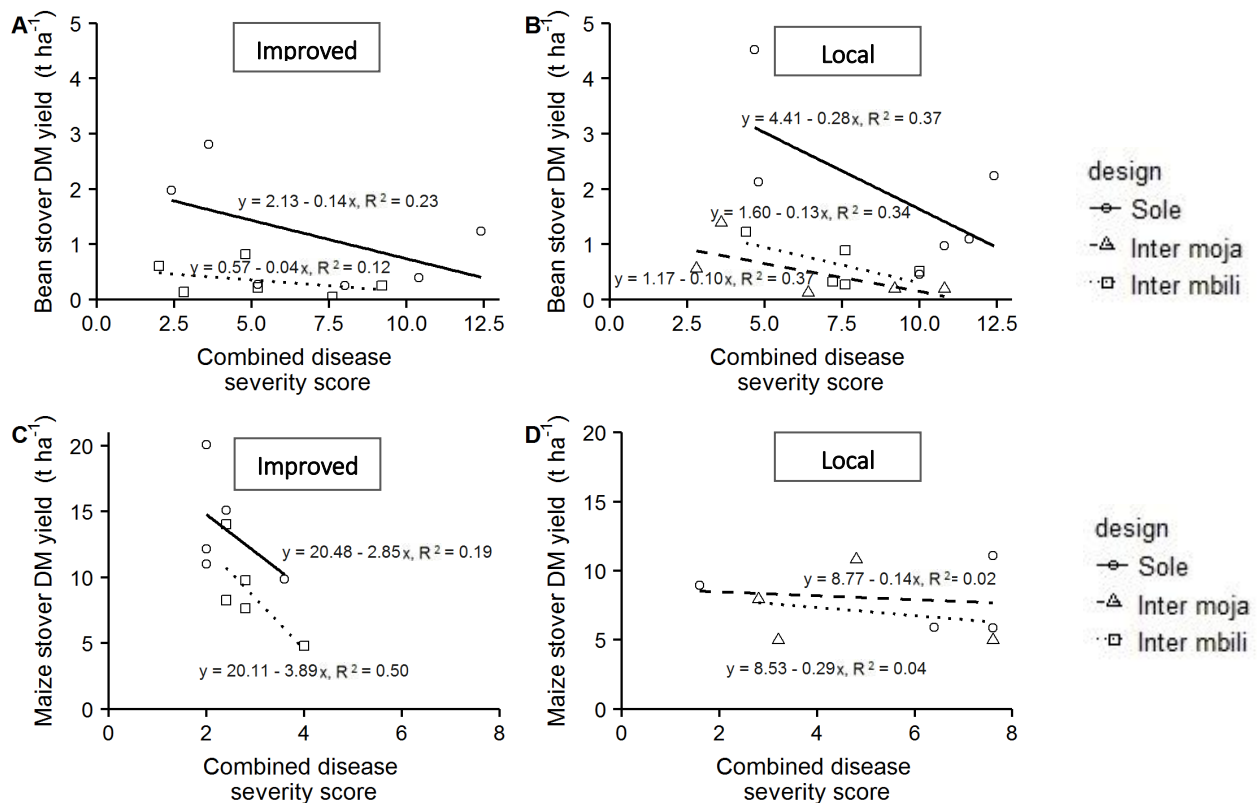 A
Bean stover DM yield (t ha⁻¹)
5
4
3
2
1
0
Improved
y = 2.13 - 0.14x, R² = 0.23
y = 0.57 - 0.04x, R² = 0.12
0.0 2.5 5.0 7.5 10.0 12.5
Combined disease
severity score
B
Bean stover DM yield (t ha⁻¹)
5
4
3
2
1
0
Local
y = 4.41 - 0.28x, R² = 0.37
y = 1.60 - 0.13x, R² = 0.34
y = 1.17 - 0.10x, R² = 0.37
0.0 2.5 5.0 7.5 10.0 12.5
Combined disease
severity score
design
Sole
Inter moja
Inter mbili
C
Maize stover DM yield (t ha⁻¹)
20
15
10
5
0
Improved
y = 20.48 - 2.85x, R² = 0.19
y = 20.11 - 3.89x, R² = 0.50
0 2 4 6 8
Combined disease
severity score
D
Maize stover DM yield (t ha⁻¹)
20
15
10
5
0
Local
y = 8.77 - 0.14x, R²= 0.02
y = 8.53 - 0.29x, R² = 0.04
0 2 4 6 8
Combined disease
severity score
design
Sole
Inter moja
Inter mbili